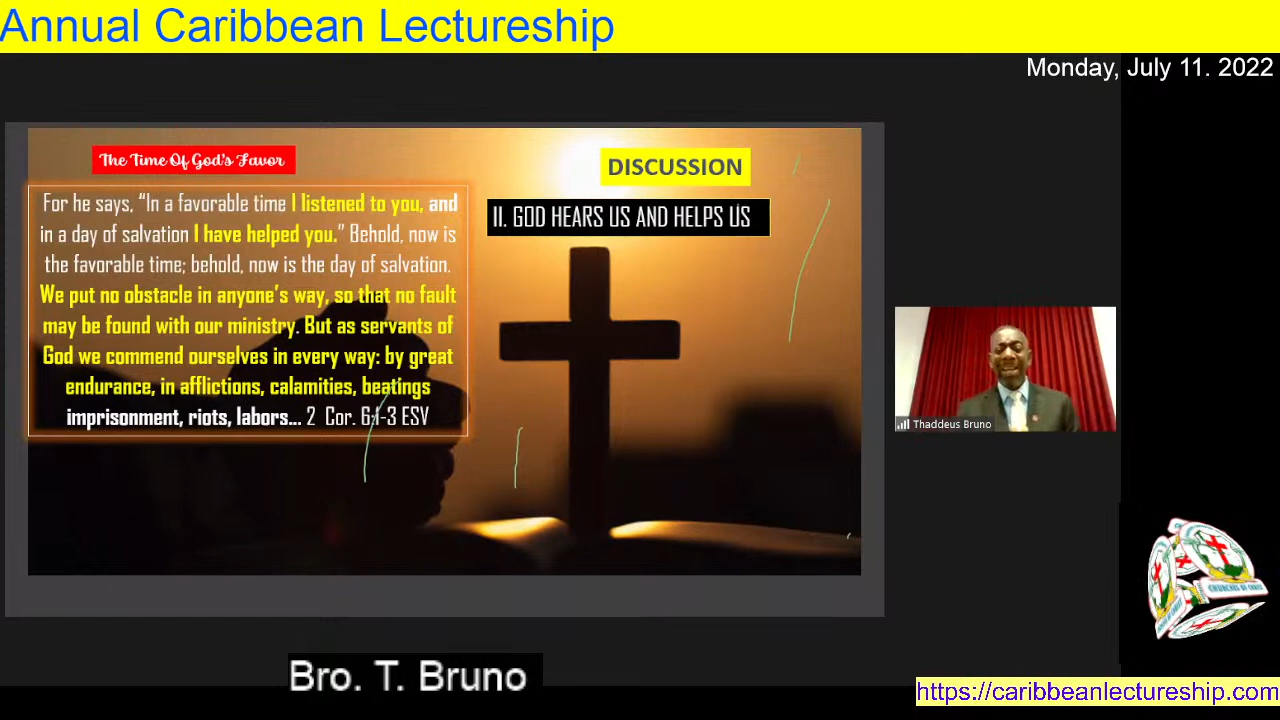 Annual Caribbean Lectureship
Monday, July 11. 2022
The Time Of God's Favor
For he says, “In a favorable time I listened to you, and
in a day of salvation I have helped you.” Behold, now is
the favorable time; behold, now is the day of salvation.
We put no obstacle in anyone’s way, so that no fault
may be found with our ministry. But as servants of
God we commend ourselves in every way: by great
endurance, in afflictions, calamities, beatings
imprisonment, riots, labors... 2 Cor. 6:1-3 ESV
DISCUSSION
II. GOD HEARS US AND HELPS US
Thaddeus Bruno
CHURCHES OF CHRIST
Bro. T. Bruno
https://caribbeanlectureship.com